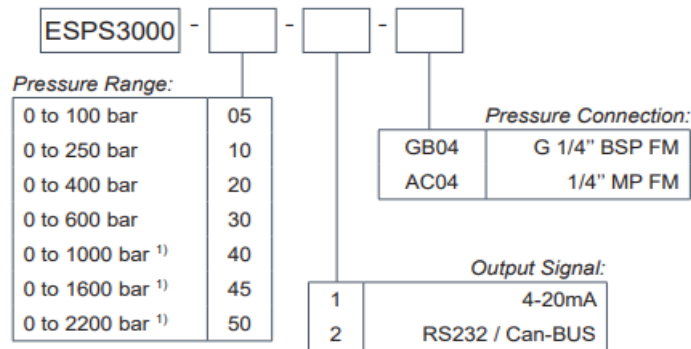 ESPS3000 - - -
Pressure Range:
0 to 100 bar 05
0 to 250 bar 10
0 to 400 bar 20
0 to 600 bar 30
0 to 1000 bar 1) 40
0 to 1600 bar 1) 45
0 to 2200 bar 1) 50
Pressure Connection:
GB04 G 1/4” BSP FM
AC04 1/4” MP FM
Output Signal:
1 4-20mA
2 RS232 / Can-BUS